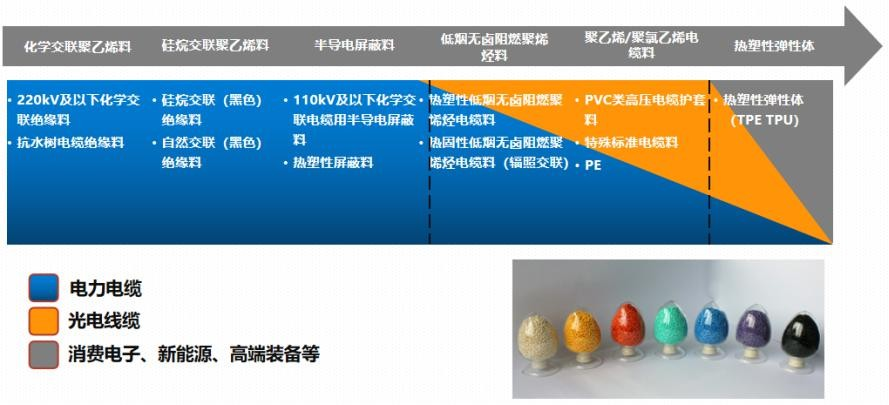 化学交联聚乙烯料
硅烷交联聚乙烯料
半导电屏蔽料
低烟无卤阻燃聚烯
烃料
聚乙烯/聚氯乙烯电
缆料
热塑性弹性体
• 220kV及以下化学交
联绝缘料
• 抗水树电缆绝缘料
• 硅烷交联（黑色）
绝缘料
• 自然交联（黑色）
绝缘料
• 110kV及以下化学交
联电缆用半导电屏蔽
料
• 热塑性屏蔽料
• 热塑性低烟无卤阻燃聚
烯烃电缆料
• 热固性低烟无卤阻燃聚
烯烃电缆料（辐照交联）
• PVC类高压电缆护套
料
• 特殊标准电缆料
• PE
• 热塑性弹性体
（TPE TPU）
电力电缆
光电线缆
消费电子、新能源、高端装备等